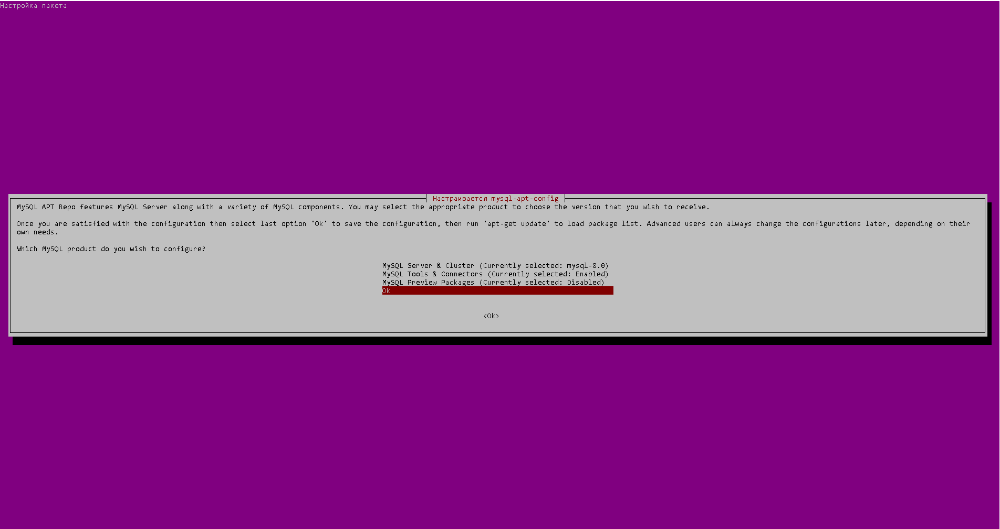 Настройка пакета
Настраивается mysql-apt-config
MySQL APT Repo features MySQL Server along with a variety of MySQL components. You may select the appropriate product to choose the version that you wish to receive.
Once you are satisfied with the configuration then select last option 'Ok' to save the configuration, then run 'apt-get update' to load package list. Advanced users can always change the configurations later, depending on their
own needs.
Which MySQL product do you wish to configure?
MySQL Server & Cluster (Currently selected: mysql-8.0)
MySQL Tools & Connectors (Currently selected: Enabled)
MySQL Preview Packages (Currently selected: Disabled)
Ok
<Ok>